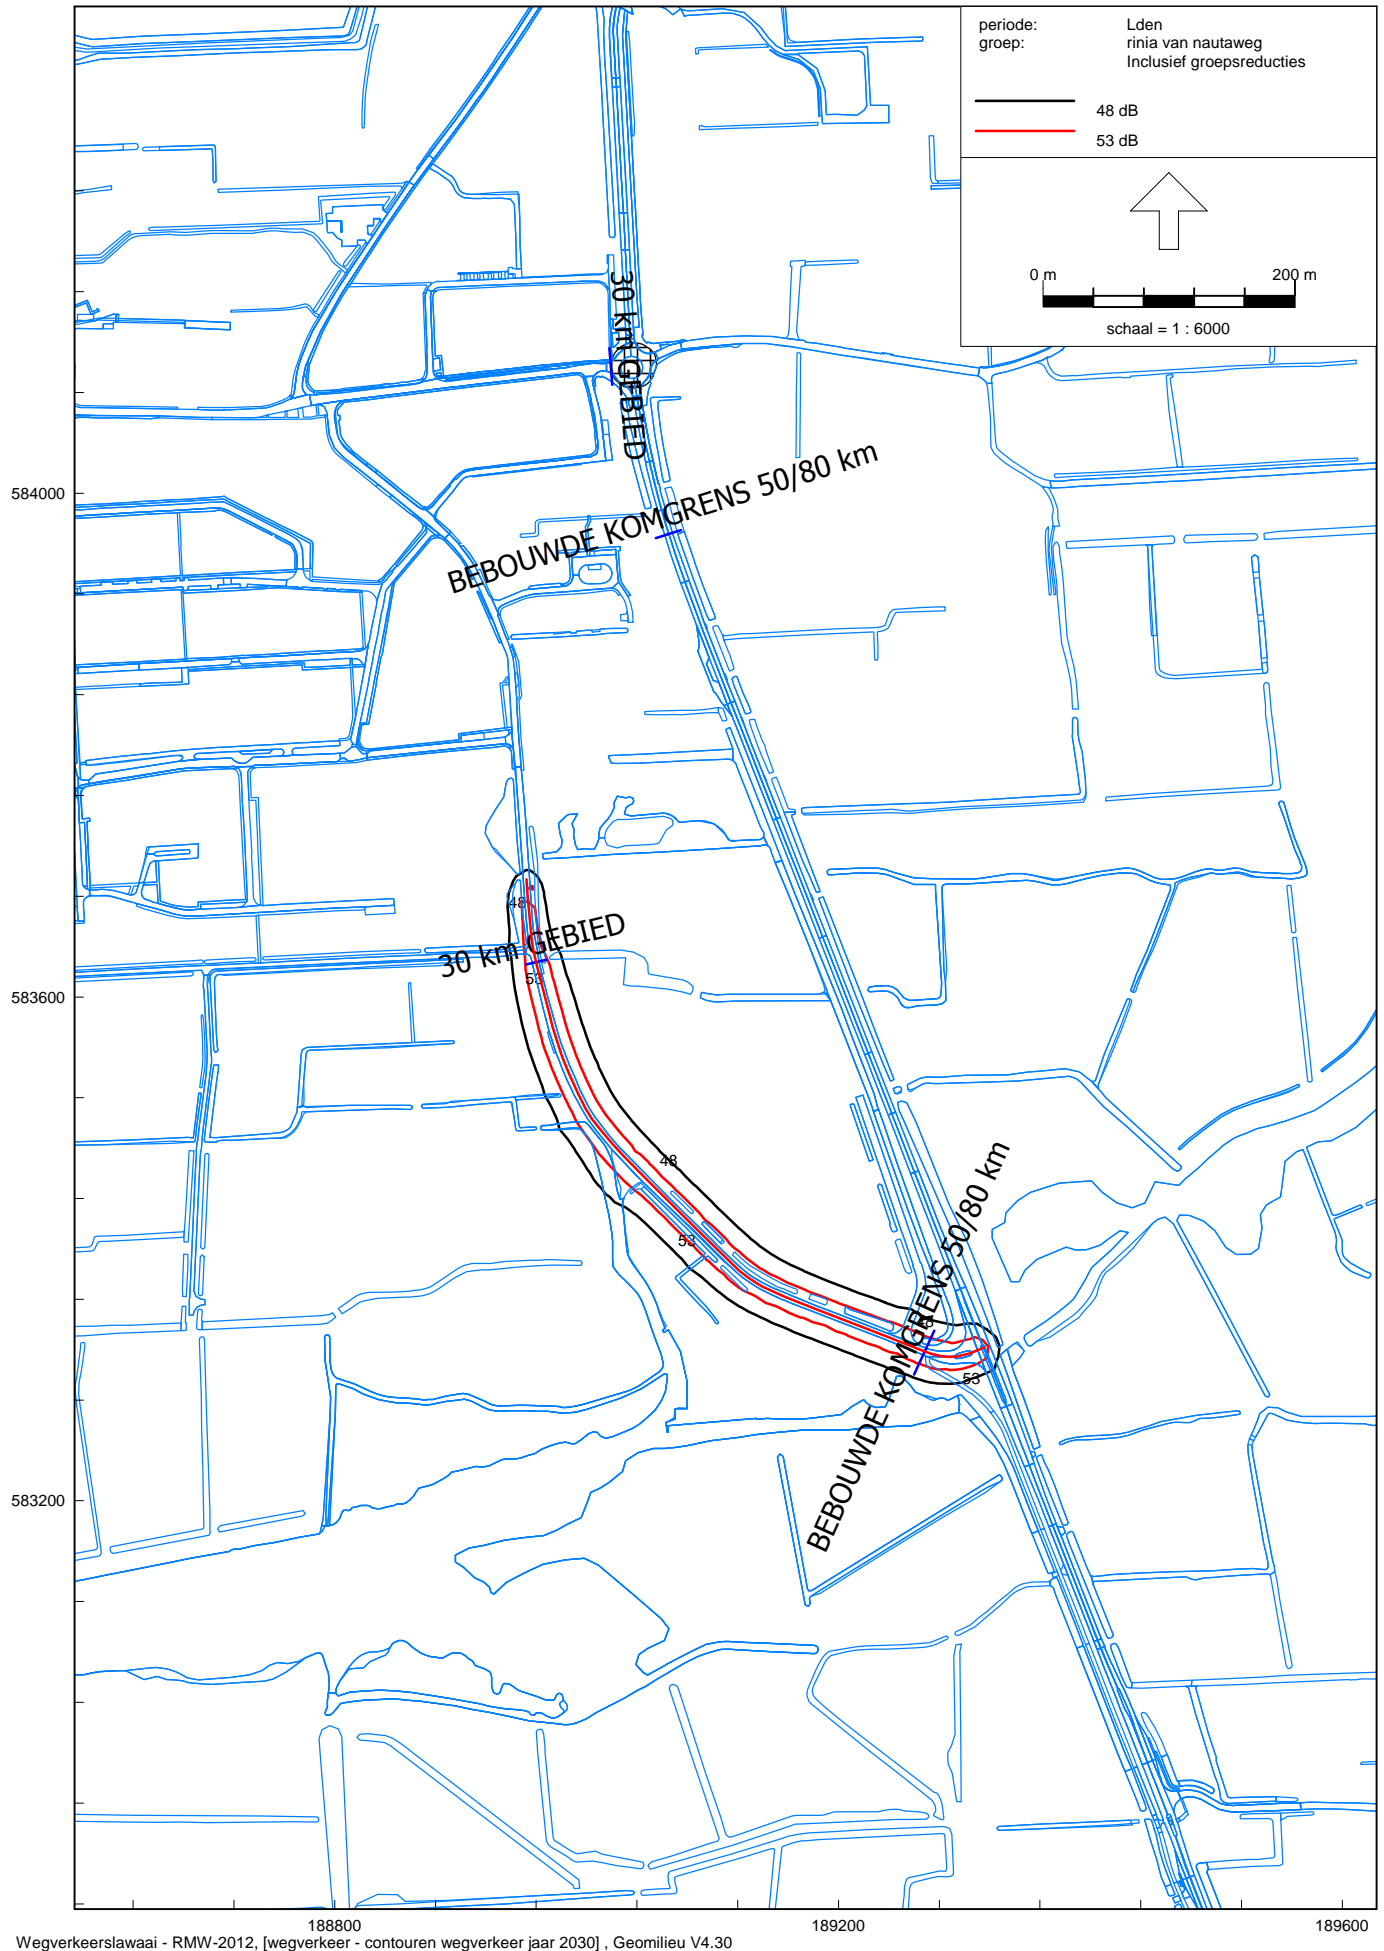 periode: Lden
groep: rinia van nautaweg
Inclusief groepsreducties
48 dB
53 dB
0 m 200 m
schaal = 1 : 6000
30 km GEBIED
BEBOUWDE KOMGRENS 50/80 km
584000
48
30 km GEBIED
53
583600
48
53
BEBOUWDE KOMGRENS 50/80 km
53
583200
188800 189200 189600
Wegverkeerslawaai - RMW-2012, [wegverkeer - contouren wegverkeer jaar 2030] , Geomilieu V4.30